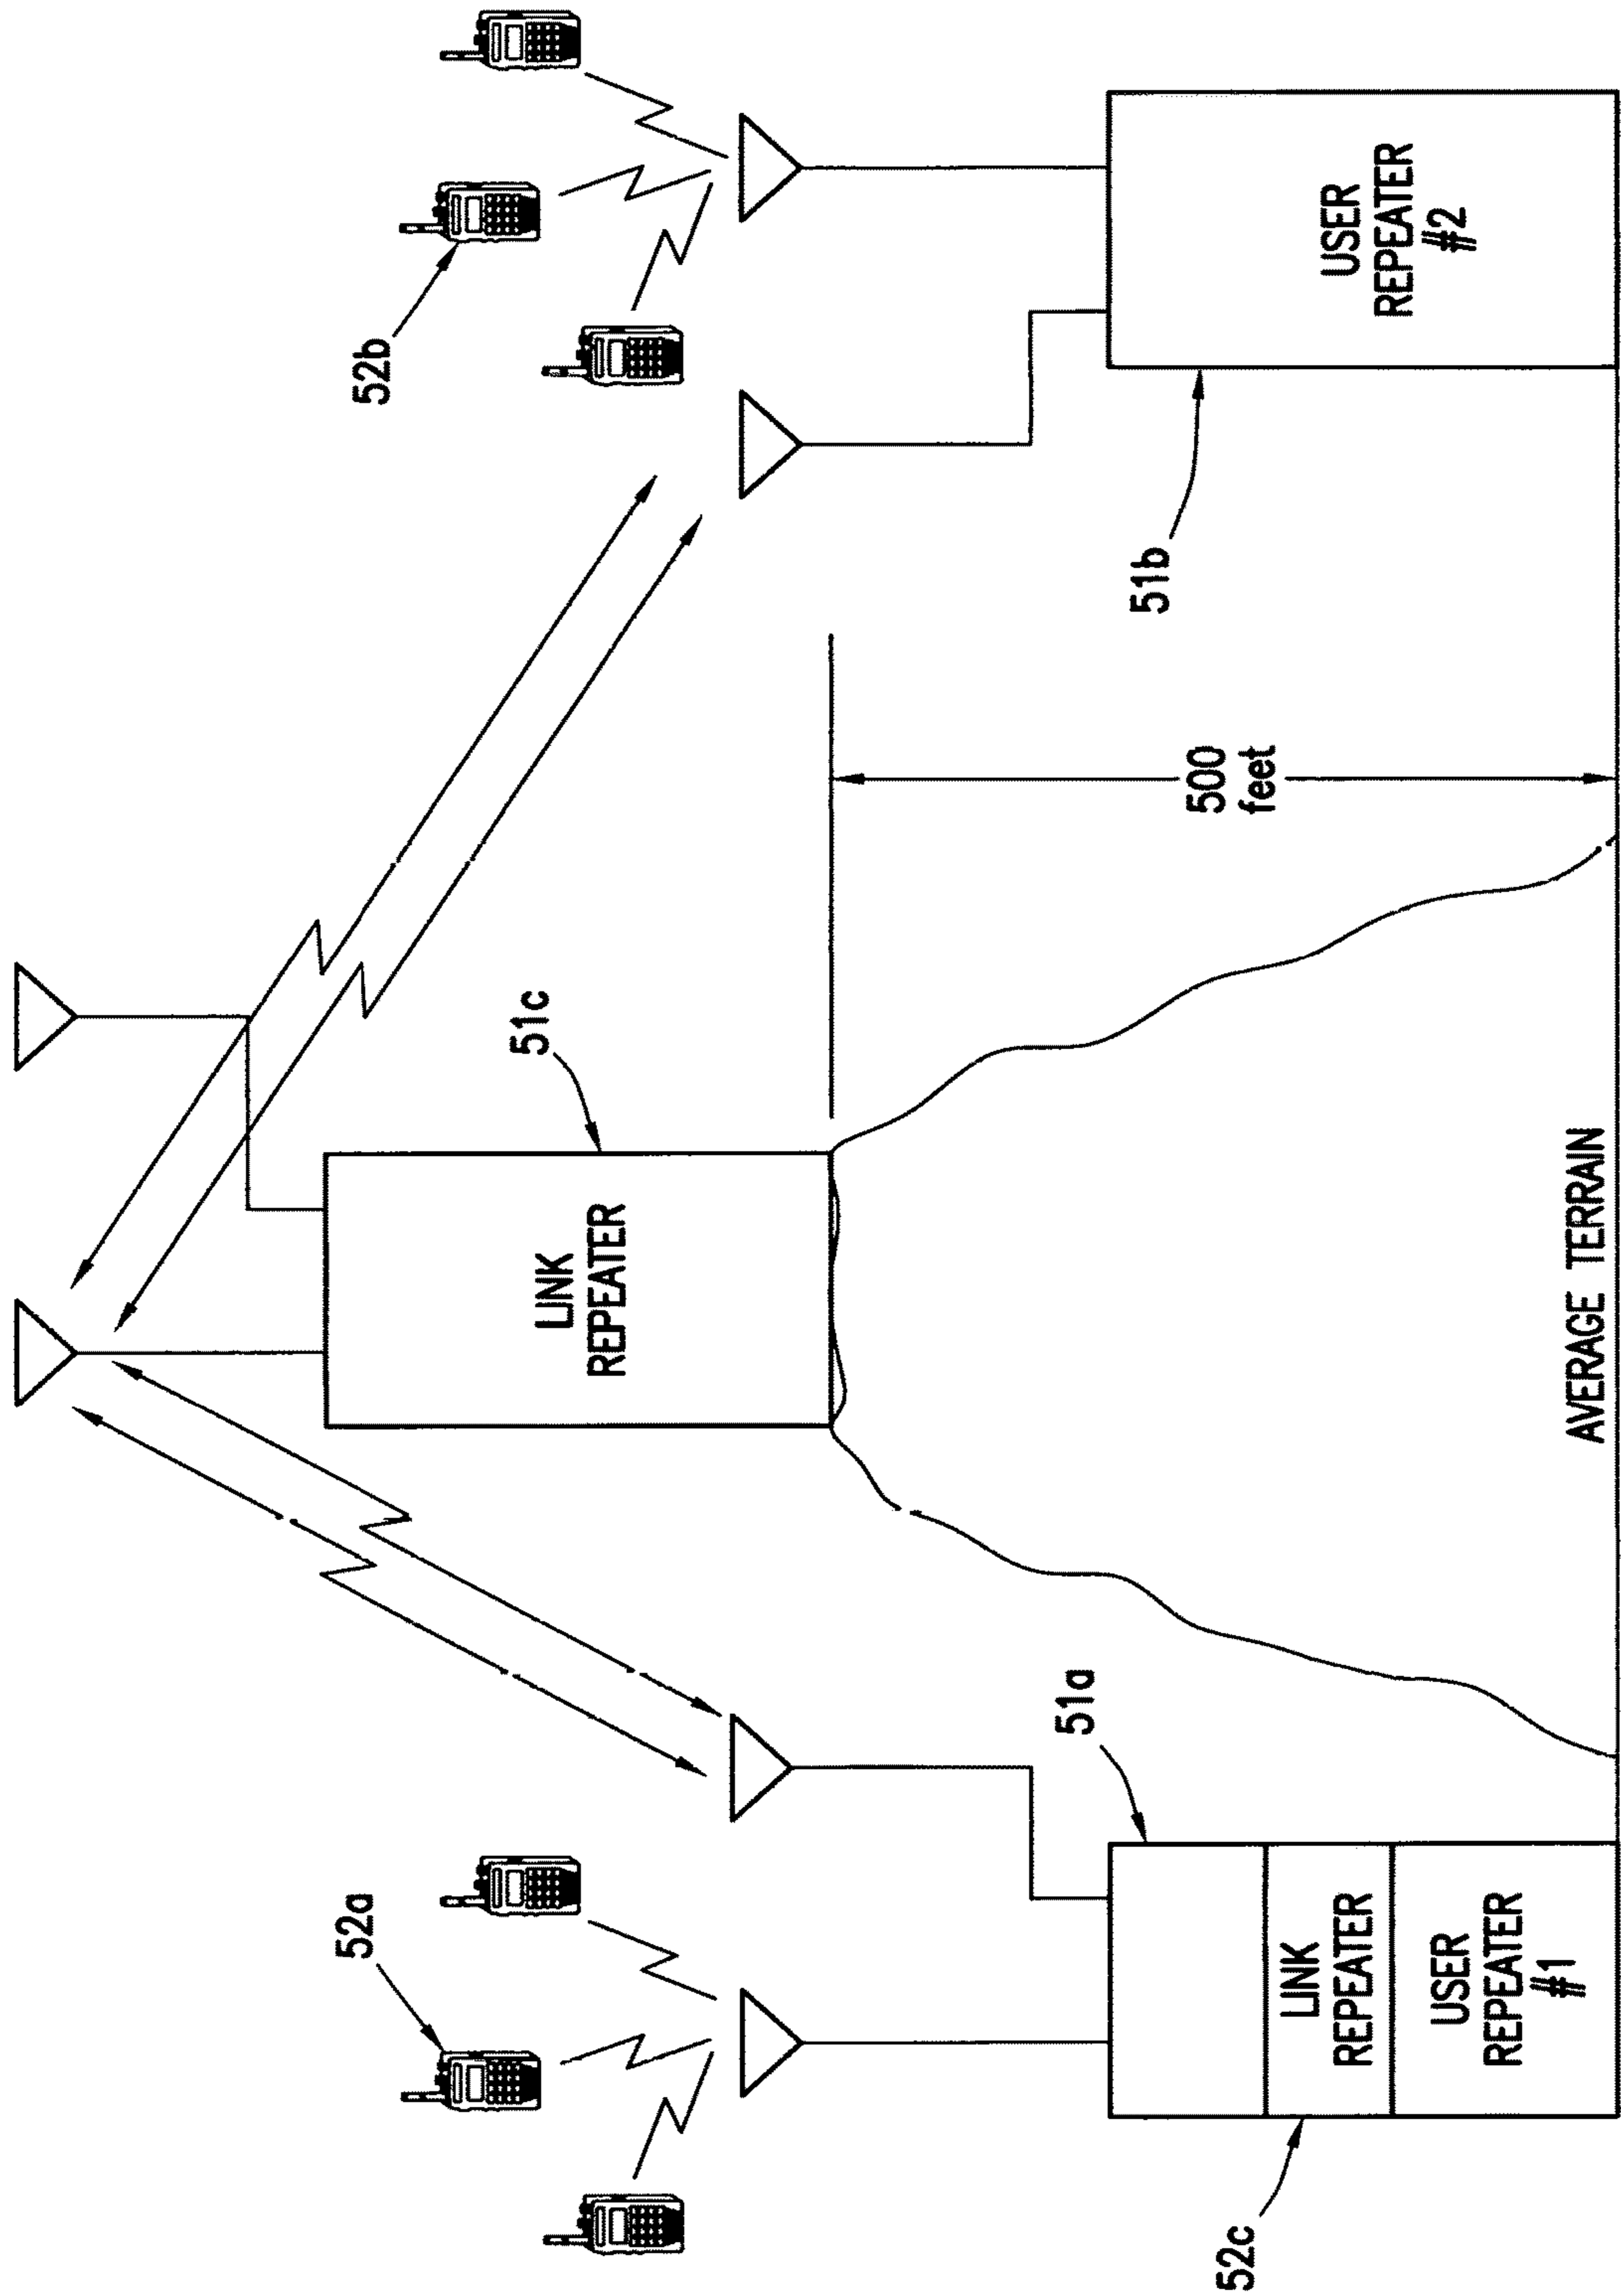 52a
52b
51c
LINK
REPEATER
51a
51b
500
feet
52c
LINK
REPEATER
USER
REPEATER
#1
USER
REPEATER
#2
AVERAGE TERRAIN